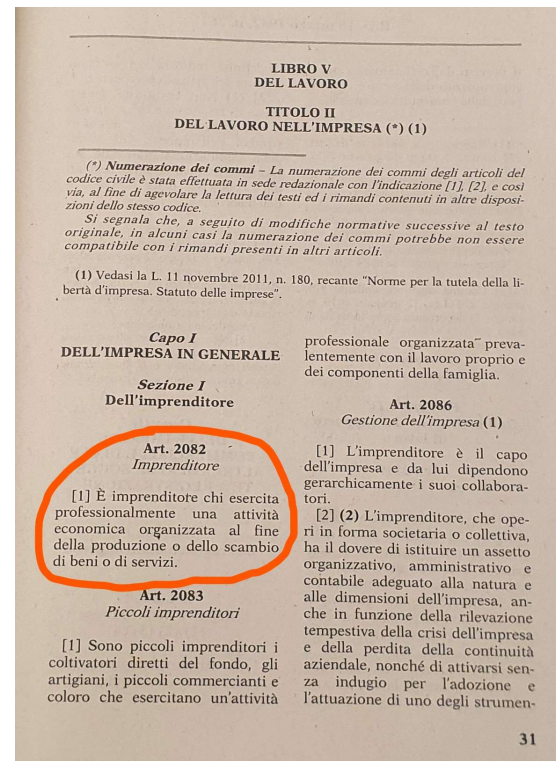 LIBRO V
DEL LAVORO
TITOLO II
DEL LAVORO NELL'IMPRESA (*) (1)
(*) Numerazione dei commi – La numerazione dei commi degli articoli del
codice civile è stata effettuata in sede redazionale con l'indicazione [1], [2], e così
via, al fine di agevolare la lettura dei testi ed i rimandi contenuti in altre disposi-
zioni dello stesso codice.
Si segnala che, a seguito di modifiche normative successive al testo
originale, in alcuni casi la numerazione dei commi potrebbe non essere
compatibile con i rimandi presenti in altri articoli.
(1) Vedasi la L. 11 novembre 2011, n. 180, recante "Norme per la tutela della li-
bertà d'impresa. Statuto delle imprese".
Capo I
DELL'IMPRESA IN GENERALE
Sezione I
Dell'imprenditore
Art. 2082
Imprenditore
[1] È imprenditore chi esercita
professionalmente una attività
economica organizzata al fine
della produzione o dello scambio
di beni o di servizi.
Art. 2083
Piccoli imprenditori
[1] Sono piccoli imprenditori i
coltivatori diretti del fondo, gli
artigiani, i piccoli commercianti e
coloro che esercitano un'attività
professionale organizzata preva-
lentemente con il lavoro proprio e
dei componenti della famiglia.
Art. 2086
Gestione dell'impresa (1)
[1] L'imprenditore è il capo
dell'impresa e da lui dipendono
gerarchicamente i suoi collabora-
tori.
[2] (2) L'imprenditore, che ope-
ri in forma societaria o collettiva,
ha il dovere di istituire un assetto
organizzativo, amministrativo e
contabile adeguato alla natura e
alle dimensioni dell'impresa, an-
che in funzione della rilevazione
tempestiva della crisi dell'impresa
e della perdita della continuità
aziendale, nonché di attivarsi sen-
za indugio per l'adozione e
l'attuazione di uno degli strumen-
31